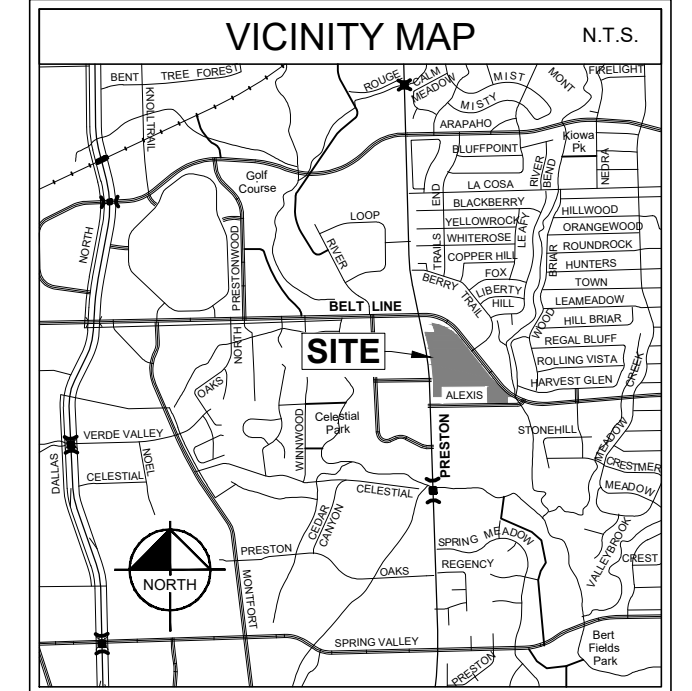 VICINITY MAP
N.T.S.
BENT
TREE FOREST
ROUGE
CALM
MEADOW
MIST
MONT
FIRELIGHT
KNOLLTRAIL
MISTY
ARAPAHO
Kiowa
Pk
BLUFFPOINT
Golf
Course
RIVER
BEND
NEDRA
LA COSA
END
BLACKBERRY
HILLWOOD
LOOP
YELLOWROCK
LEAFY
ORANGEWOOD
NORTH
PRESTONWOOD
RIVER
TRAILS
WHITEROSE
BRIAR
ROUNDROCK
COPPER HILL
HUNTERS
FOX
TOWN
BERRY
TRAIL
LIBERTY
HILL
LEAMEADOW
BELT LINE
WOOD
HILL BRIAR
NORTH
SITE
REGAL BLUFF
ROLLING VISTA
CREEK
OAKS
ALEXIS
HARVEST GLEN
WINNWOOD
Celestial
Park
PRESTON
STONEHILL
VERDE VALLEY
NOEL
MEADOW
DALLAS
CELESTIAL
CRESTMER
CELESTIAL
MEADOW
CEDAR
CANYON
SPRING MEADOW
VALLEYBROOK
PRESTON
OAKS
REGENCY
CREST
NORTH
MONTFORT
SPRING VALLEY
Bert
Fields
Park
PRESTON